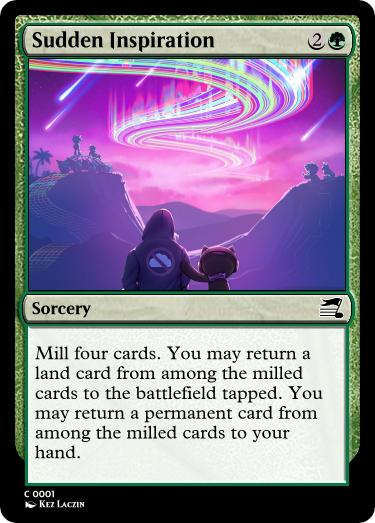 Sudden Inspiration 2
Sorcery
Mill four cards. You may return a
land card from among the milled
cards to the battlefield tapped. You
may return a permanent card from
among the milled cards to your
hand.
C 0001
Kez Laczin